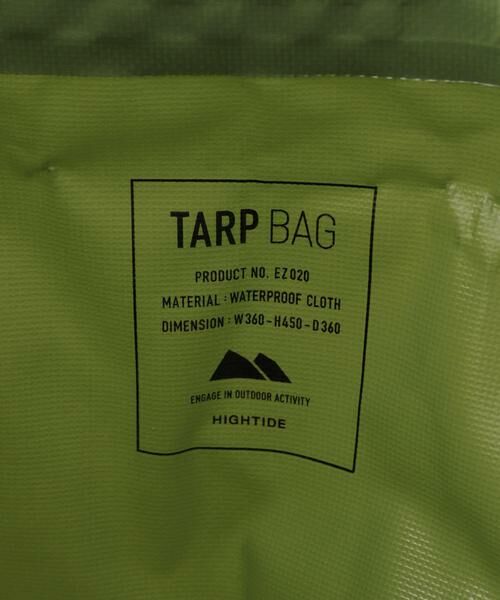 TARP BAG
PRODUCT NO. EZ020
MATERIAL : WATERPROOF CLOTH
DIMENSION : W360-H450-D360
ENGAGE IN OUTDOOR ACTIVITY
HIGHTIDE